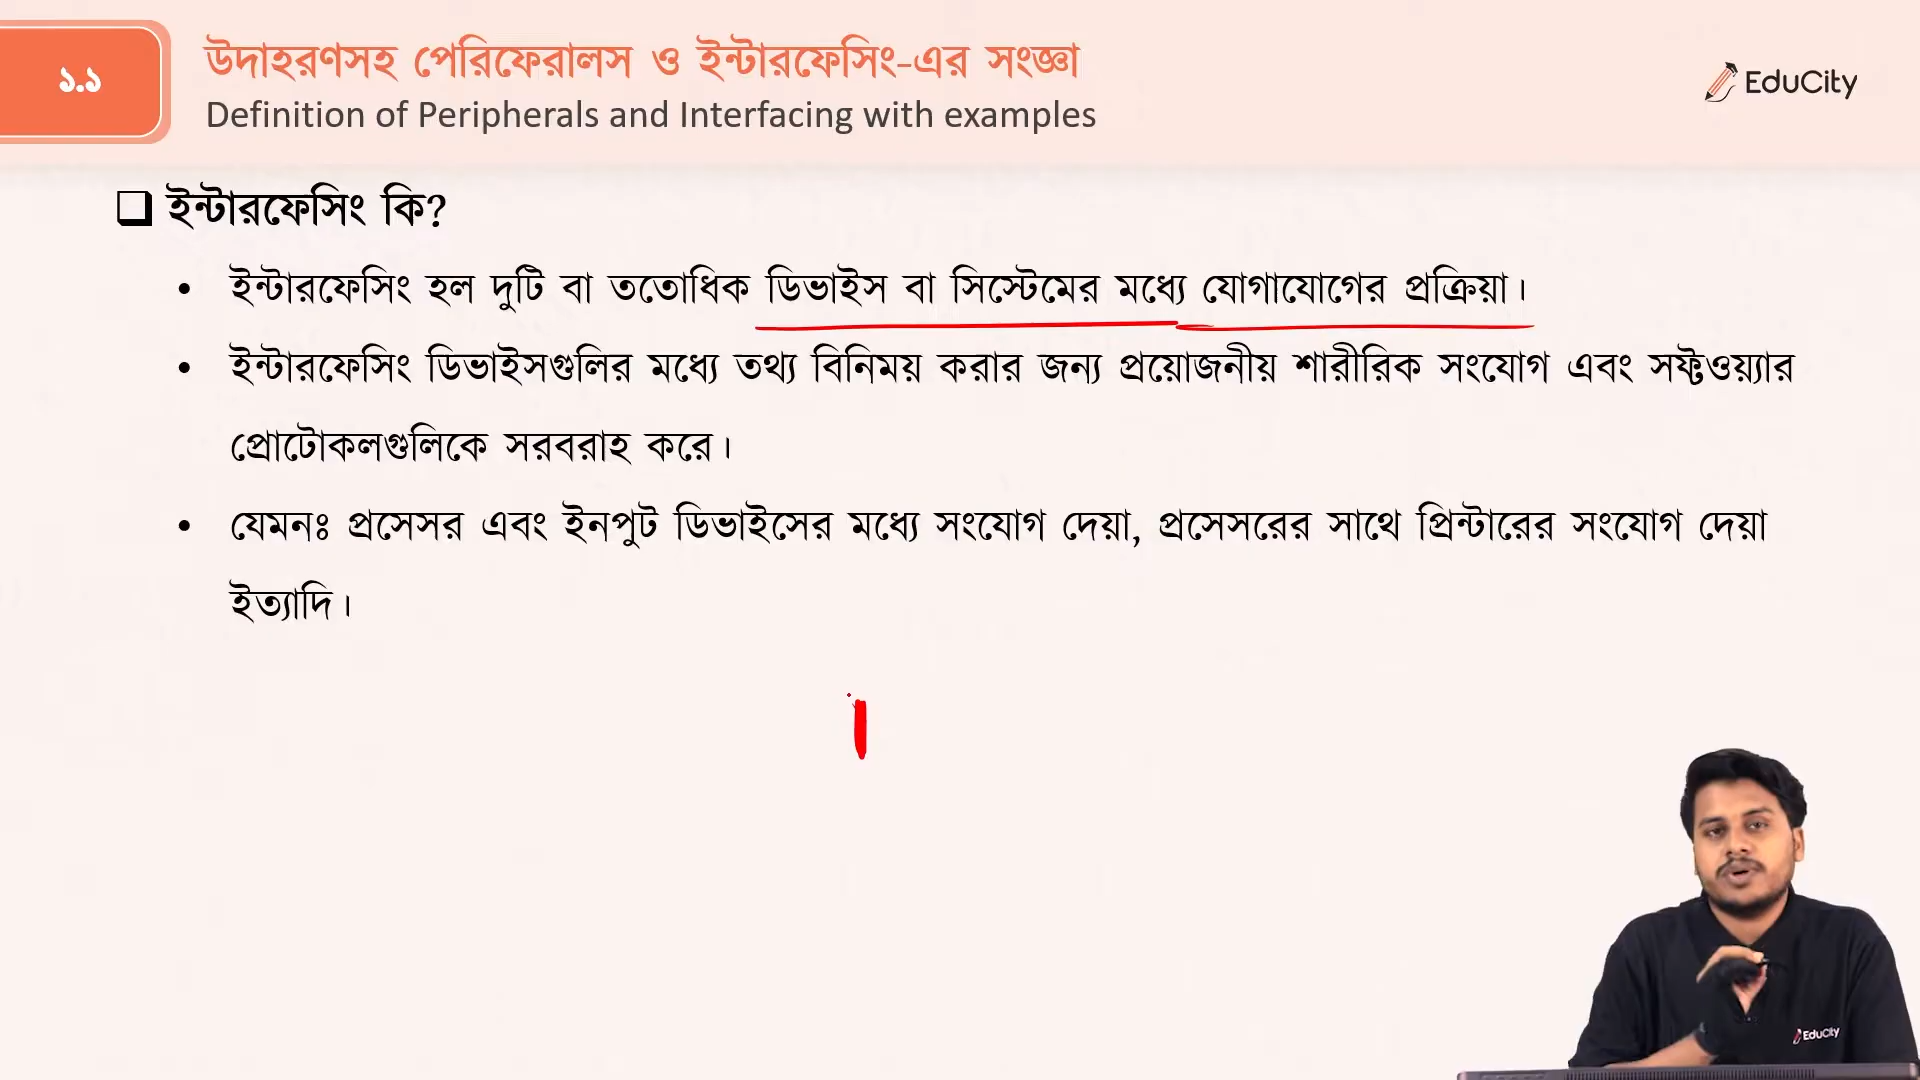 ১.১
উদাহরণসহ পেরিফেরালস ও ইন্টারফেসিং-এর সংজ্ঞা
Definition of Peripherals and Interfacing with examples
EduCity
ইন্টারফেসিং কি?
• ইন্টারফেসিং হল দুটি বা ততোধিক ডিভাইস বা সিস্টেমের মধ্যে যোগাযোগের প্রক্রিয়া।
• ইন্টারফেসিং ডিভাইসগুলির মধ্যে তথ্য বিনিময় করার জন্য প্রয়োজনীয় শারীরিক সংযোগ এবং সফ্টওয়্যার
প্রোটোকলগুলিকে সরবরাহ করে।
• যেমনঃ প্রসেসর এবং ইনপুট ডিভাইসের মধ্যে সংযোগ দেয়া, প্রসেসরের সাথে প্রিন্টারের সংযোগ দেয়া
ইত্যাদি।
EduCity